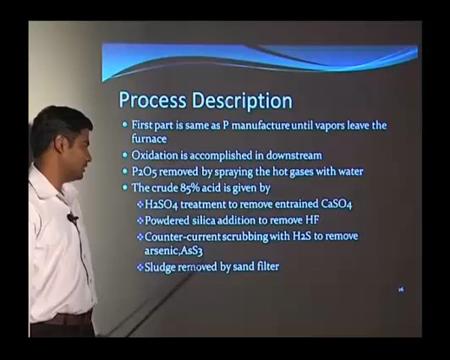 Process Description
First part is same as P manufacture until vapors leave the
furnace
Oxidation is accomplished in downstream
P2O5 removed by spraying the hot gases with water
The crude 85% acid is given by
H2SO4 treatment to remove entrained CaSO4
Powdered silica addition to remove HF
Counter-current scrubbing with H2S to remove
arsenic,AsS3
Sludge removed by sand filter